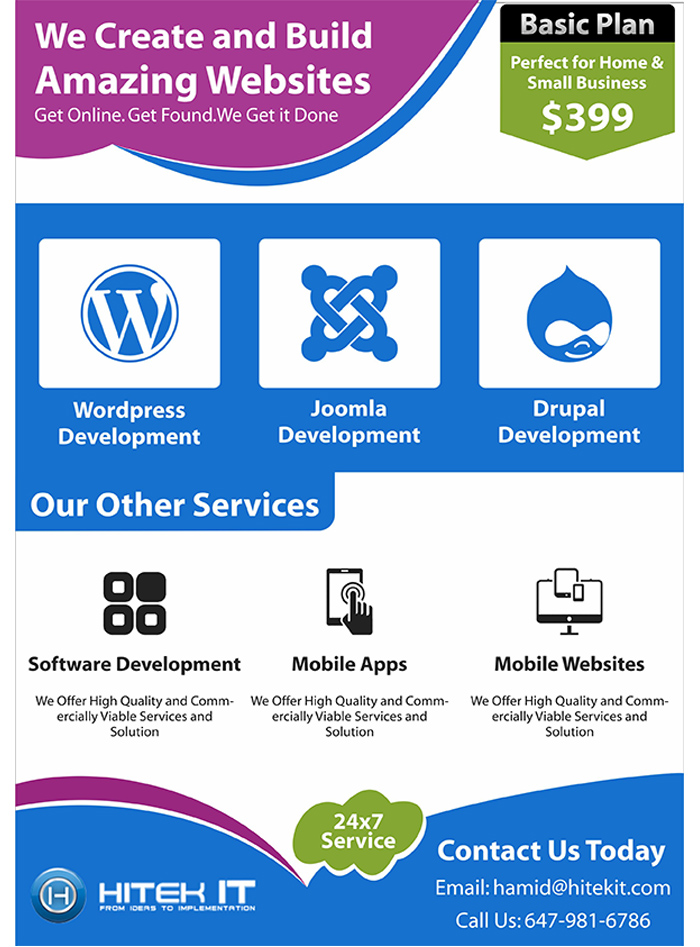 We Create and Build
Amazing Websites
Get Online. Get Found.We Get it Done
Basic Plan
Perfect for Home &
Small Business
$399
Wordpress
Development
Joomla
Development
Drupal
Development
Our Other Services
Software Development
We Offer High Quality and Comm-
ercially Viable Services and
Solution
Mobile Apps
We Offer High Quality and Comm-
ercially Viable Services and
Solution
Mobile Websites
We Offer High Quality and Comm-
ercially Viable Services and
Solution
24x7
Service
HITEK IT
FROM IDEAS TO IMPLEMENTATION
Contact Us Today
Email: hamid@hitekit.com
Call Us: 647-981-6786